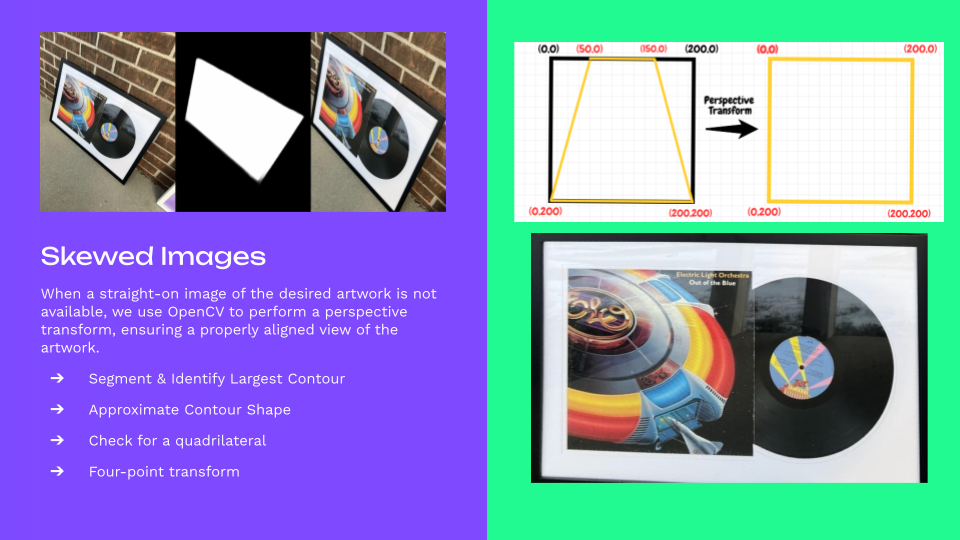 Skewed Images
When a straight-on image of the desired artwork is not
available, we use OpenCV to perform a perspective
transform, ensuring a properly aligned view of the
artwork.
➔ Segment & Identify Largest Contour
➔ Approximate Contour Shape
➔ Check for a quadrilateral
➔ Four-point transform
(0,0) (50,0) (150,0) (200,0) (0,0) (200,0)
Perspective
Transform
(0,200) (200,200) (0,200) (200,200)
Electric Light Orchestra
Out of the Blue